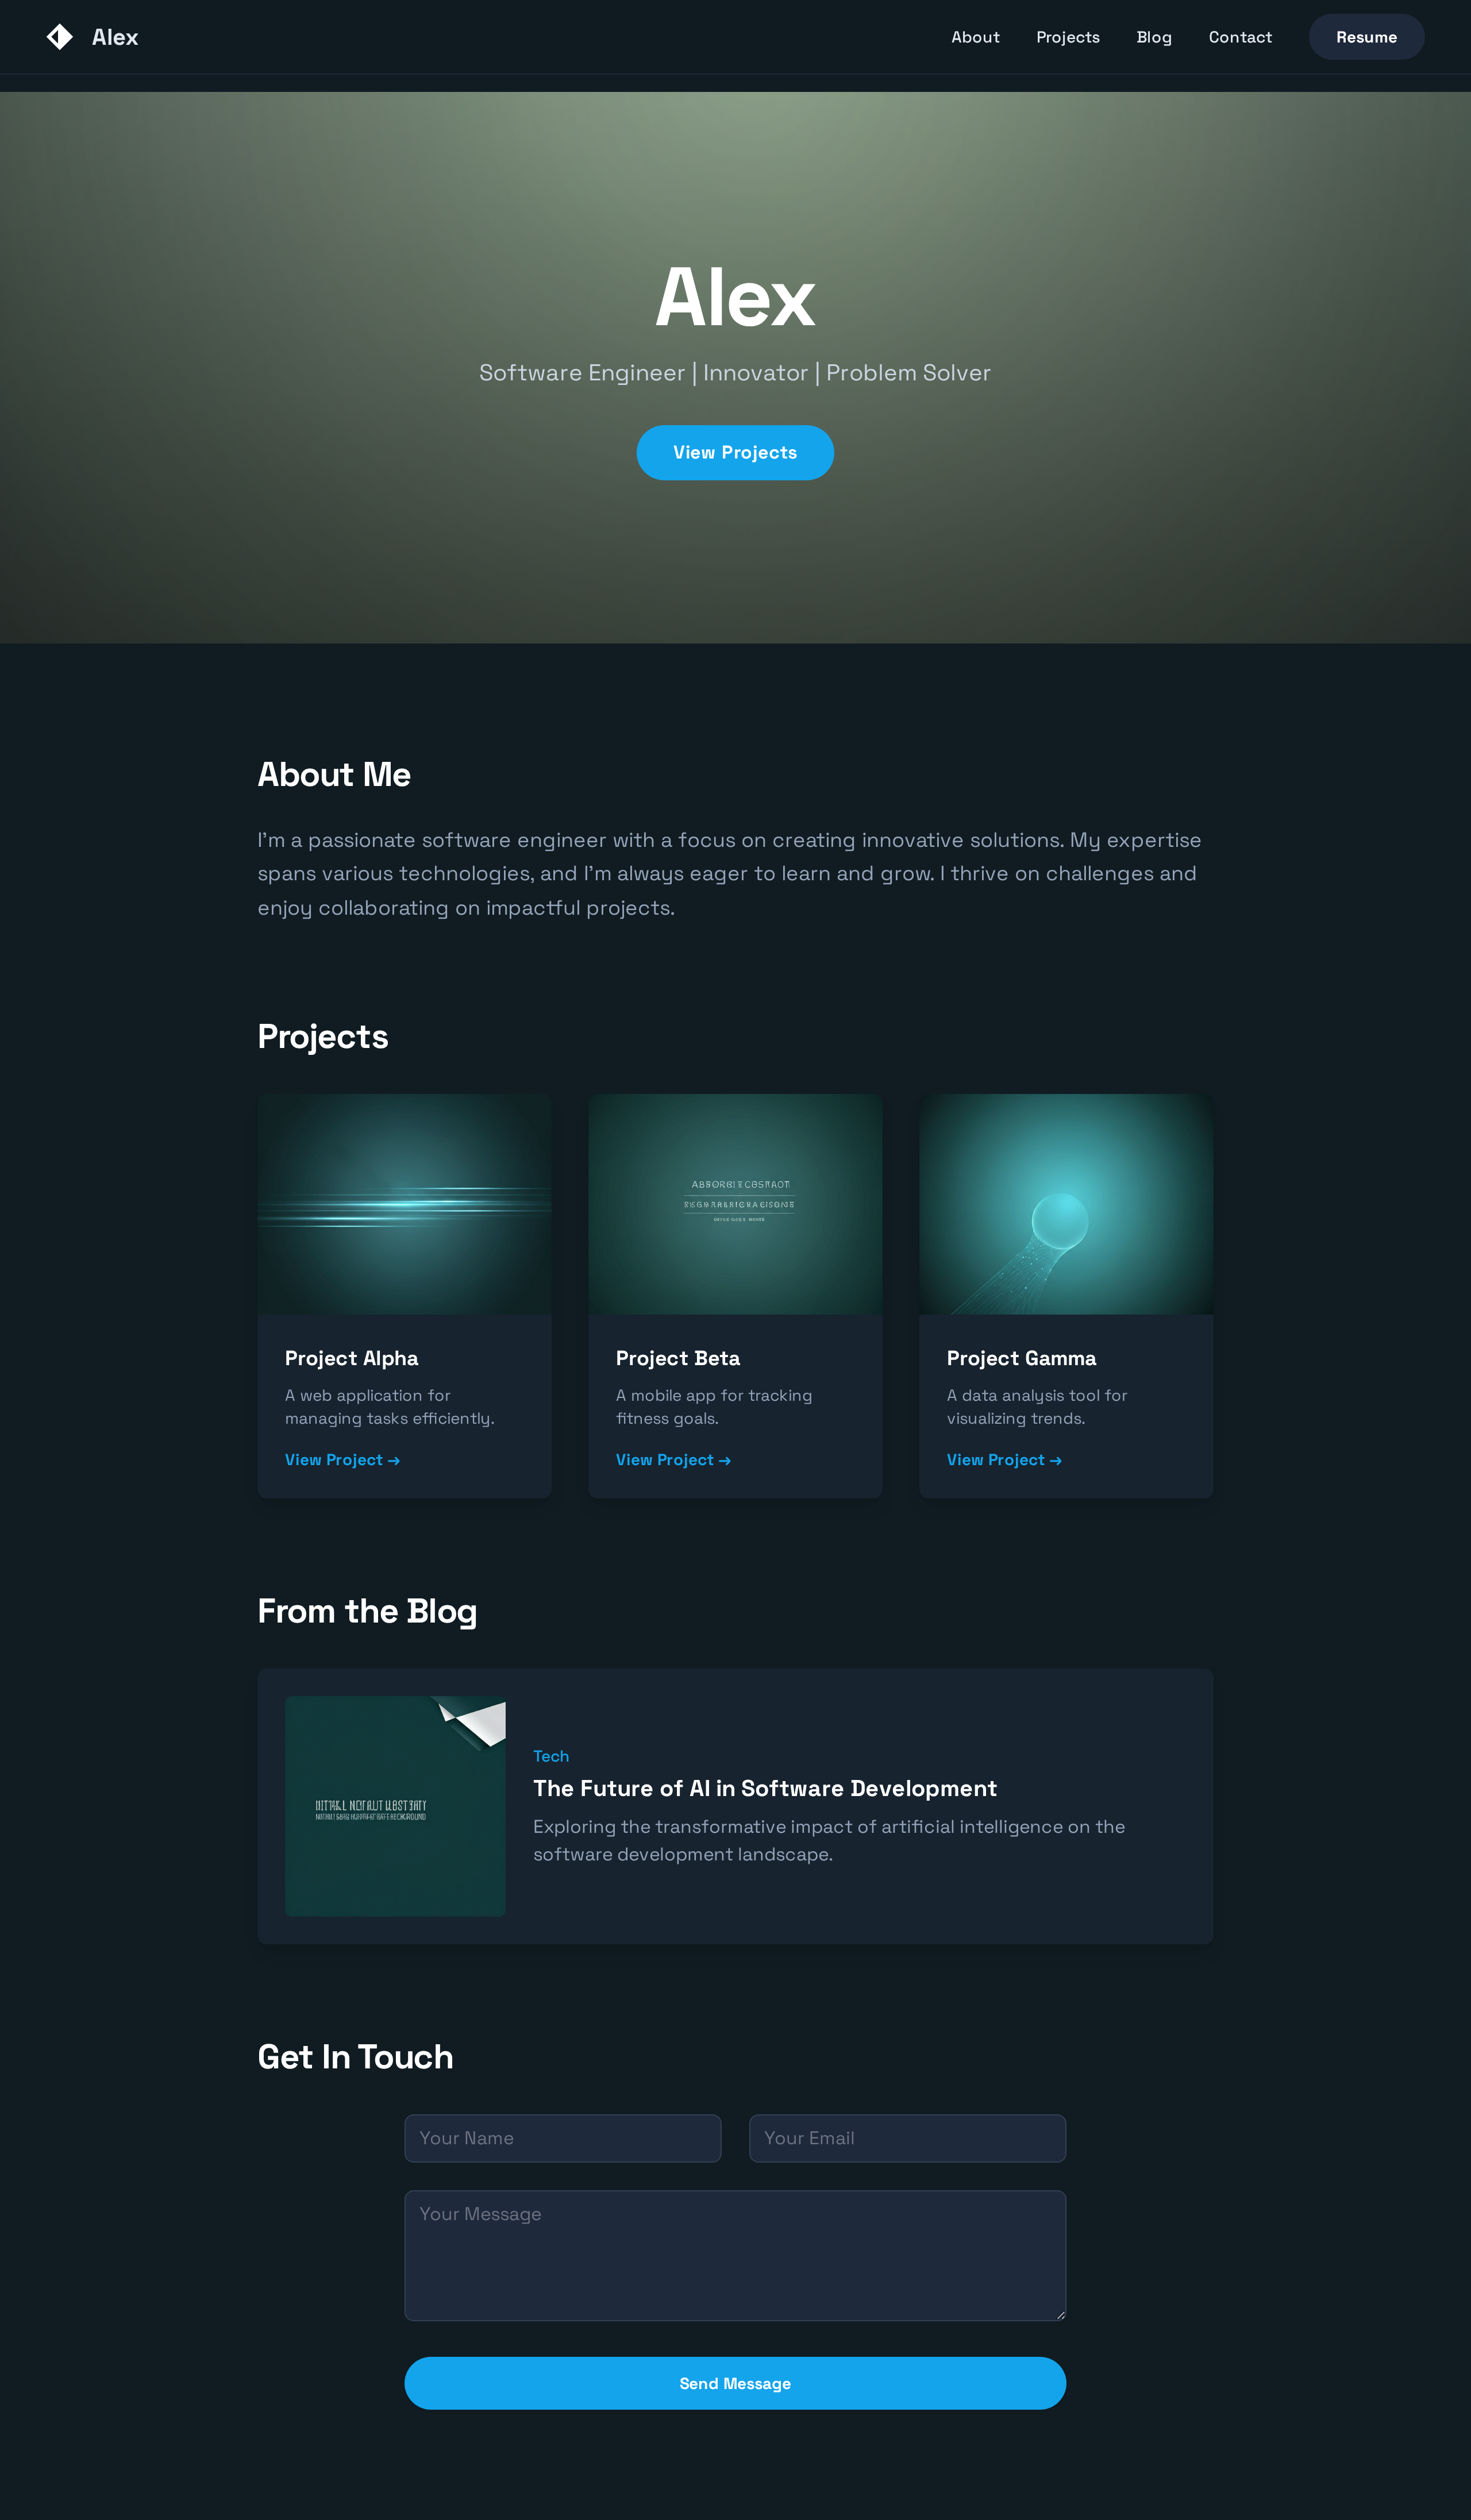 Alex
About
Projects
Blog
Contact
Resume
Alex
Software Engineer | Innovator | Problem Solver
View Projects
About Me
I'm a passionate software engineer with a focus on creating innovative solutions. My expertise
spans various technologies, and I'm always eager to learn and grow. I thrive on challenges and
enjoy collaborating on impactful projects.
Projects
Project Alpha
A web application for
managing tasks efficiently.
View Project →
Project Beta
A mobile app for tracking
fitness goals.
View Project →
Project Gamma
A data analysis tool for
visualizing trends.
View Project →
From the Blog
Tech
The Future of AI in Software Development
Exploring the transformative impact of artificial intelligence on the
software development landscape.
Get In Touch
Your Name
Your Email
Your Message
Send Message